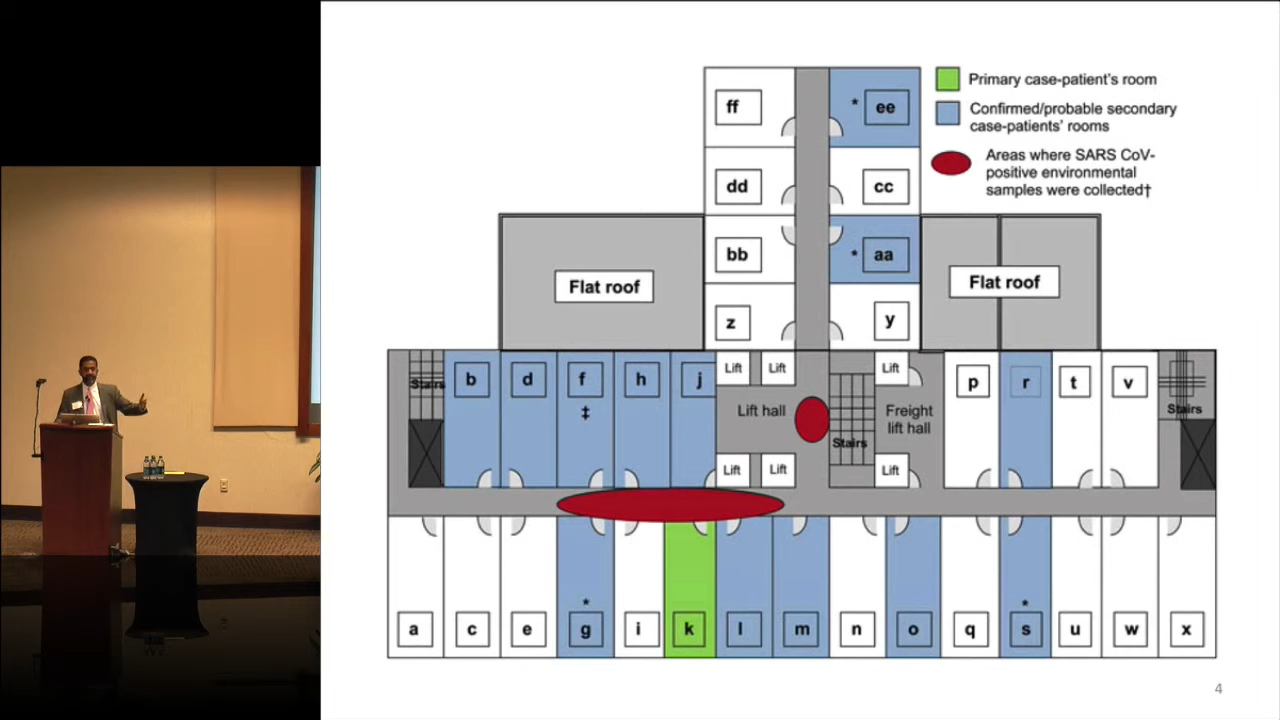 ff
* ee
Primary case-patient's room
Confirmed/probable secondary
case-patients' rooms
Areas where SARS CoV-
positive environmental
samples were collected†
dd
cc
bb
* aa
Flat roof
Flat roof
z
y
Stairs
b
d
f
‡
h
j
Lift
Lift
Lift
p
r
t
v
Stairs
Lift hall
Freight
lift hall
Stairs
Lift
Lift
Lift
*
*
a
c
e
g
i
k
l
m
n
o
q
s
u
w
x
4